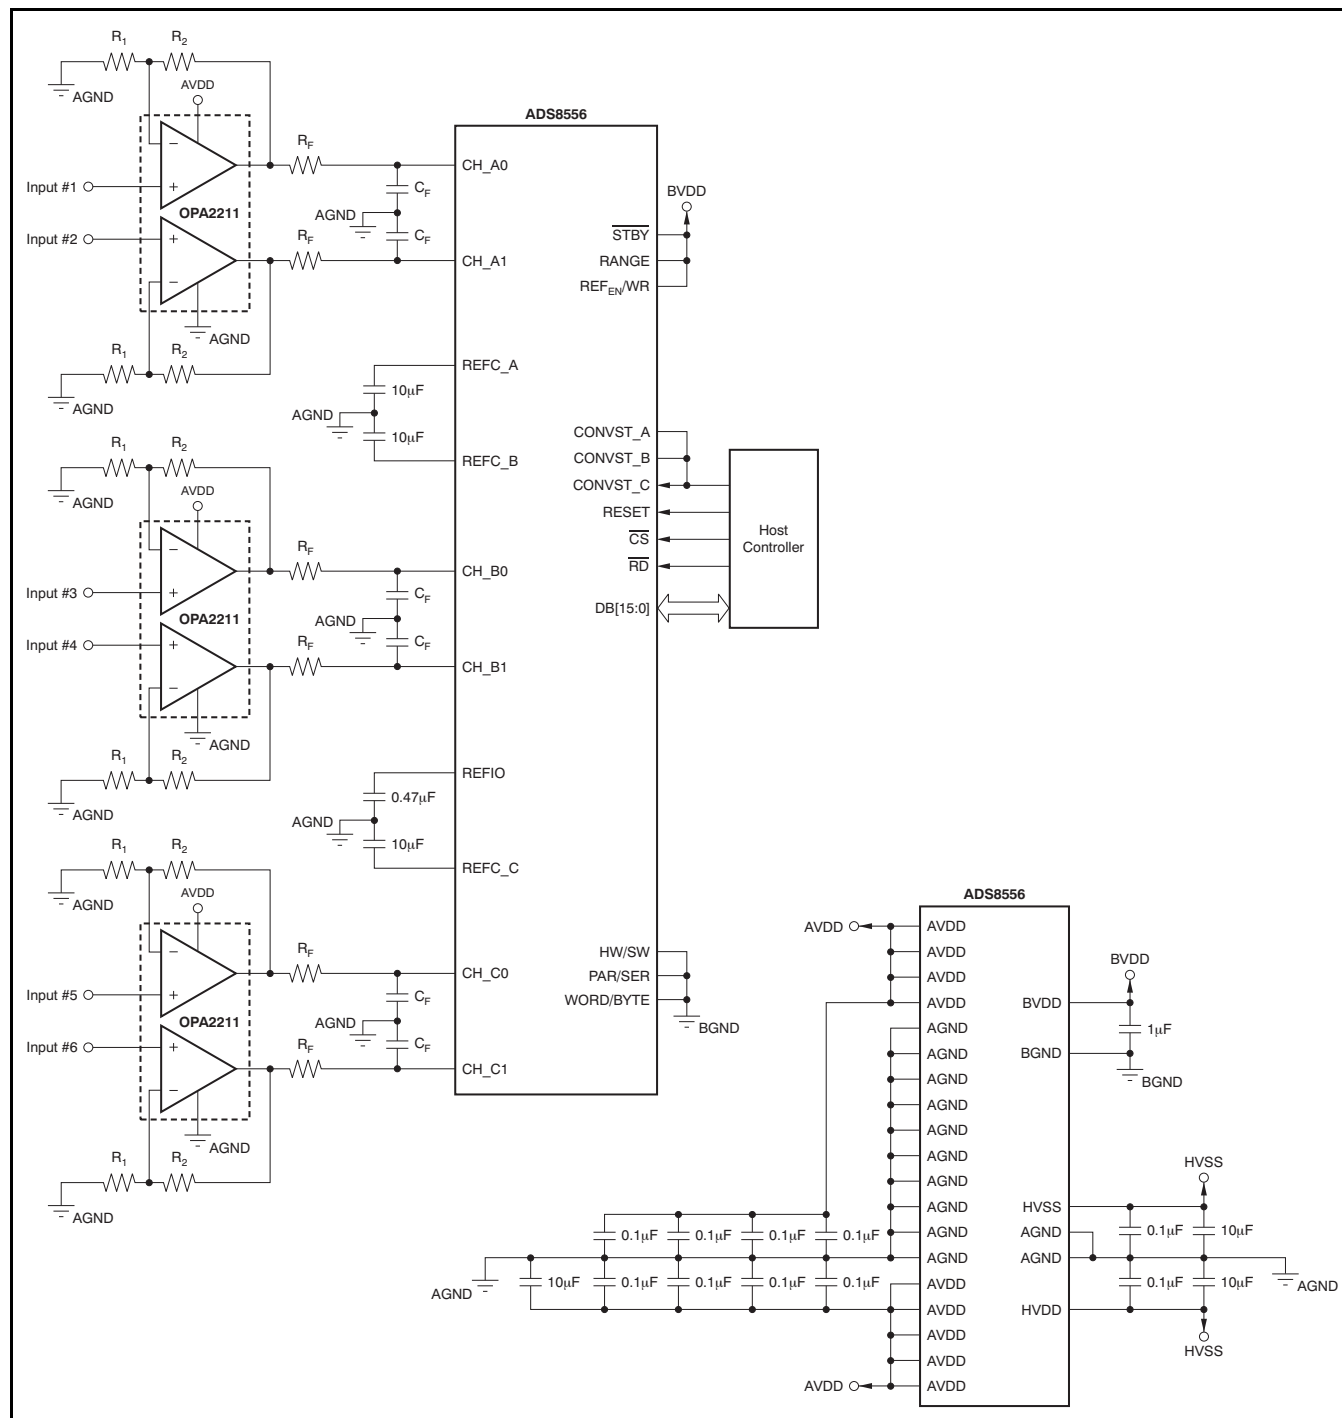 R1 R2
AGND
AVDD
Input #1
OPA2211
Input #2
AGND
R1 R2
AGND
RF
CF
AGND
CF
RF
10µF
AGND
10µF
R1 R2
AGND
AVDD
Input #3
OPA2211
Input #4
AGND
R1 R2
AGND
RF
CF
AGND
CF
RF
0.47µF
AGND
10µF
R1 R2
AGND
AVDD
Input #5
OPA2211
Input #6
AGND
R1 R2
AGND
RF
CF
AGND
CF
RF
ADS8556
CH_A0
CH_A1
REFC_A
REFC_B
CH_B0
CH_B1
REFIO
REFC_C
CH_C0
CH_C1
BVDD
STBY
RANGE
REFEN/WR
CONVST_A
CONVST_B
CONVST_C
RESET
CS
RD
DB[15:0]
Host
Controller
HW/SW
PAR/SER
WORD/BYTE
BGND
ADS8556
AVDD
AVDD
AVDD
AVDD
AVDD
AGND
AGND
AGND
AGND
AGND
AGND
AGND
AGND
AGND
AGND
AVDD
AVDD
AVDD
AVDD
AVDD
AVDD
0.1µF 0.1µF 0.1µF 0.1µF
AGND
10µF 0.1µF 0.1µF 0.1µF 0.1µF
BVDD
BVDD
1µF
BGND
BGND
HVSS
HVSS
0.1µF 10µF
AGND
AGND
AGND
0.1µF 10µF
HVDD
HVSS